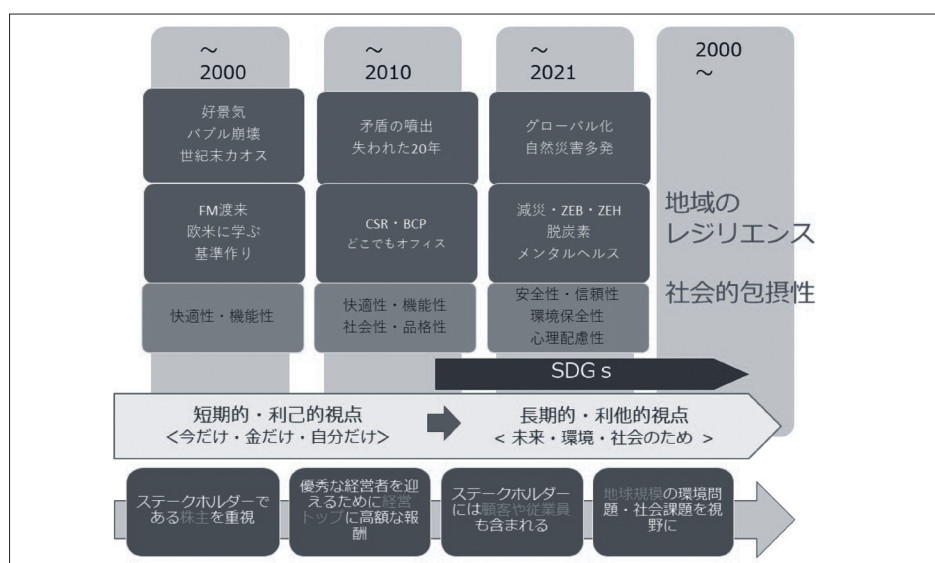 ～
2000
～
2010
～
2021
2000
～
好景気
バブル崩壊
世紀末カオス
矛盾の噴出
失われた20年
グローバル化
自然災害多発
FM渡来
欧米に学ぶ
基準作り
CSR・BCP
どこでもオフィス
減災・ZEB・ZEH
脱炭素
メンタルヘルス
地域の
レジリエンス
社会的包摂性
快適性・機能性
快適性・機能性
社会性・品格性
安全性・信頼性
環境保全性
心理配慮性
SDGs
短期的・利己的視点
<今だけ・金だけ・自分だけ>
長期的・利他的視点
< 未来・環境・社会のため >
ステークホルダーで
ある株主を重視
優秀な経営者を迎
えるために経営
トップに高額な報
酬
ステークホルダー
には顧客や従業員
も含まれる
地球規模の環境問
題・社会課題を視
野に